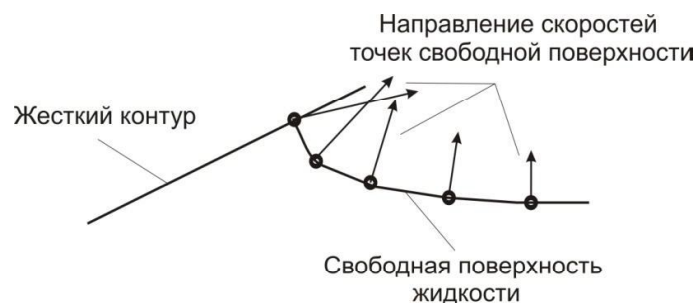 Направление скоростей
точек свободной поверхности
Жесткий контур
Свободная поверхность
жидкости